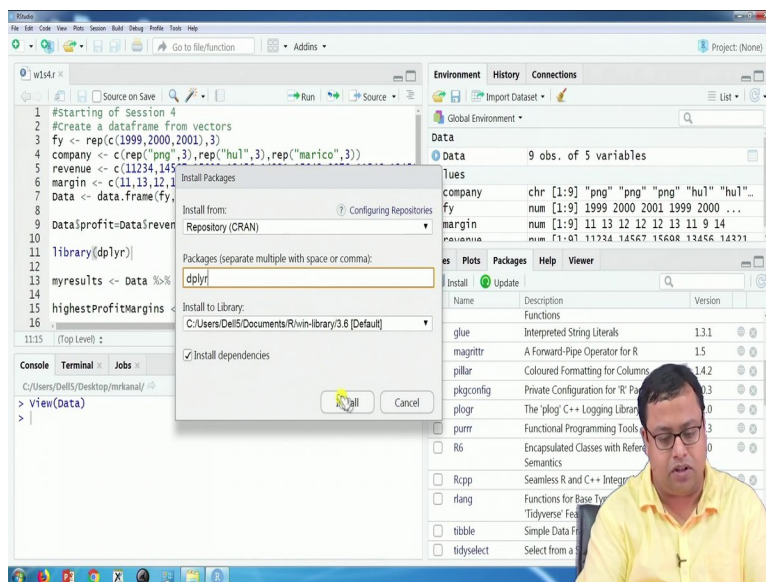 RStudio
File Edit Code View Plots Session Build Debug Profile Tools Help
Go to file/function
Addins
Project: (None)
w1s4.r
Source on Save
Run
Source
1 #Starting of Session 4
2 #Create a dataframe from vectors
3 fy <- rep(c(1999,2000,2001),3)
4 company <- c(rep("png",3),rep("hul",3),rep("marico",3))
5 revenue <- c(11234,1456
6 margin <- c(11,13,12,1
7 Data <- data.frame(fy,
8
9 Data$profit=Data$reven
10
11 library(dplyr)
12
13 myresults <- Data %>%
14
15 highestProfitMargins <
16
11:15 (Top Level)
Console Terminal Jobs
C:/Users/Dell5/Desktop/mrkanal/
> View(Data)
>
Install Packages
Install from:
Configuring Repositories
Repository (CRAN)
Packages (separate multiple with space or comma):
dplyr
Install to Library:
C:/Users/Dell5/Documents/R/win-library/3.6 [Default]
Install dependencies
Cancel
Environment History Connections
Import Dataset
List
Global Environment
Data
Data 9 obs. of 5 variables
lues
company chr [1:9] "png" "png" "png" "hul" "hul"…
fy num [1:9] 1999 2000 2001 1999 2000 ...
margin num [1:9] 11 13 12 12 12 13 11 9 14
revenue num [1:9] 11234 14567 15698 13456 14321
es Plots Packages Help Viewer
Install Update
Name Description Version
Functions
glue Interpreted String Literals 1.3.1
magrittr A Forward-Pipe Operator for R 1.5
pillar Coloured Formatting for Columns 1.4.2
pkgconfig Private Configuration for 'R' Pa 0.3
plogr The 'plog' C++ Logging Library 2.0
purrr Functional Programming Tools .3
R6 Encapsulated Classes with Refere
Semantics
Rcpp Seamless R and C++ Integr
rlang Functions for Base Typ
'Tidyverse' Fea
tibble Simple Data Fr
tidyselect Select from a S